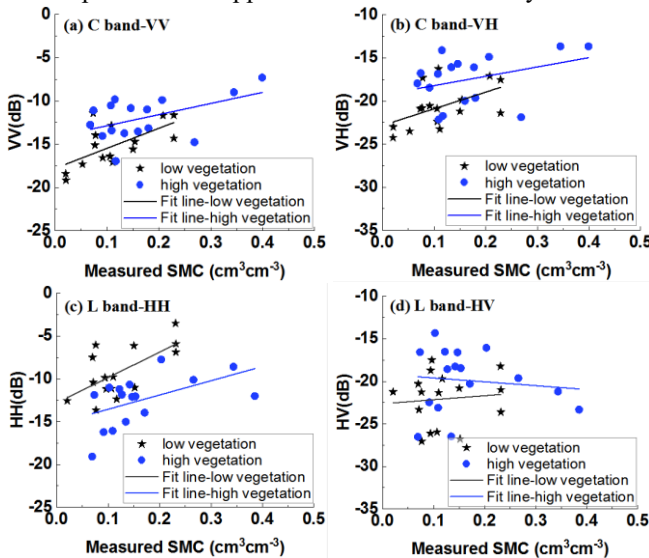 (a) C band-VV
VV(dB)
-5
-10
-15
-20
-25
0.0 0.1 0.2 0.3 0.4 0.5
low vegetation
high vegetation
Fit line-low vegetation
Fit line-high vegetation
Measured SMC (cm³cm⁻³)
(b) C band-VH
VH(dB)
-10
-15
-20
-25
-30
-35
0.0 0.1 0.2 0.3 0.4 0.5
low vegetation
high vegetation
Fit line-low vegetation
Fit line-high vegetation
Measured SMC (cm³cm⁻³)
(c) L band-HH
HH(dB)
0
-5
-10
-15
-20
-25
-30
0.0 0.1 0.2 0.3 0.4 0.5
low vegetation
high vegetation
Fit line-low vegetation
Fit line-high vegetation
Measured SMC (cm³cm⁻³)
(d) L band-HV
HV(dB)
-10
-15
-20
-25
-30
-35
0.0 0.1 0.2 0.3 0.4 0.5
low vegetation
high vegetation
Fit line-low vegetation
Fit line-high vegetation
Measured SMC (cm³cm⁻³)